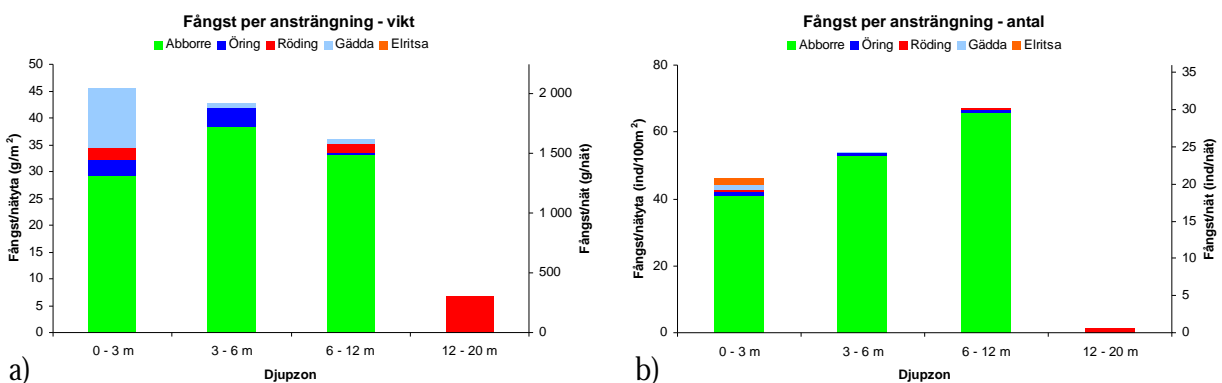 Fångst per ansträngning - vikt
Abborre Öring Röding Gädda Elritsa
Fångst/nätyta (g/m²)
50
45
40
35
30
25
20
15
10
5
0
2 000
1 500
1 000
500
0
Fångst/nät (g/nät)
0 - 3 m 3 - 6 m 6 - 12 m 12 - 20 m
Djupzon
a)
Fångst per ansträngning - antal
Abborre Öring Röding Gädda Elritsa
Fångst/nätyta (ind/100m²)
80
60
40
20
0
35
30
25
20
15
10
5
0
Fångst/nät (ind/nät)
0 - 3 m 3 - 6 m 6 - 12 m 12 - 20 m
Djupzon
b)